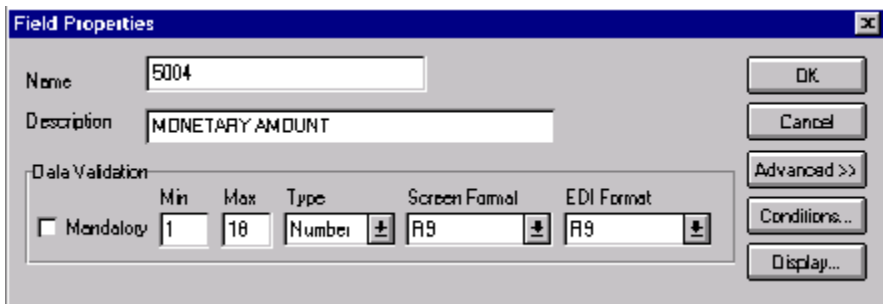 Field Properties
Name 5004 OK
Description MONETARY AMOUNT Cancel
Data Validation Advanced >>
Min Max Type Screen Format EDI Format
Mandatory 1 18 Number R9 R9 Conditions...
Display...